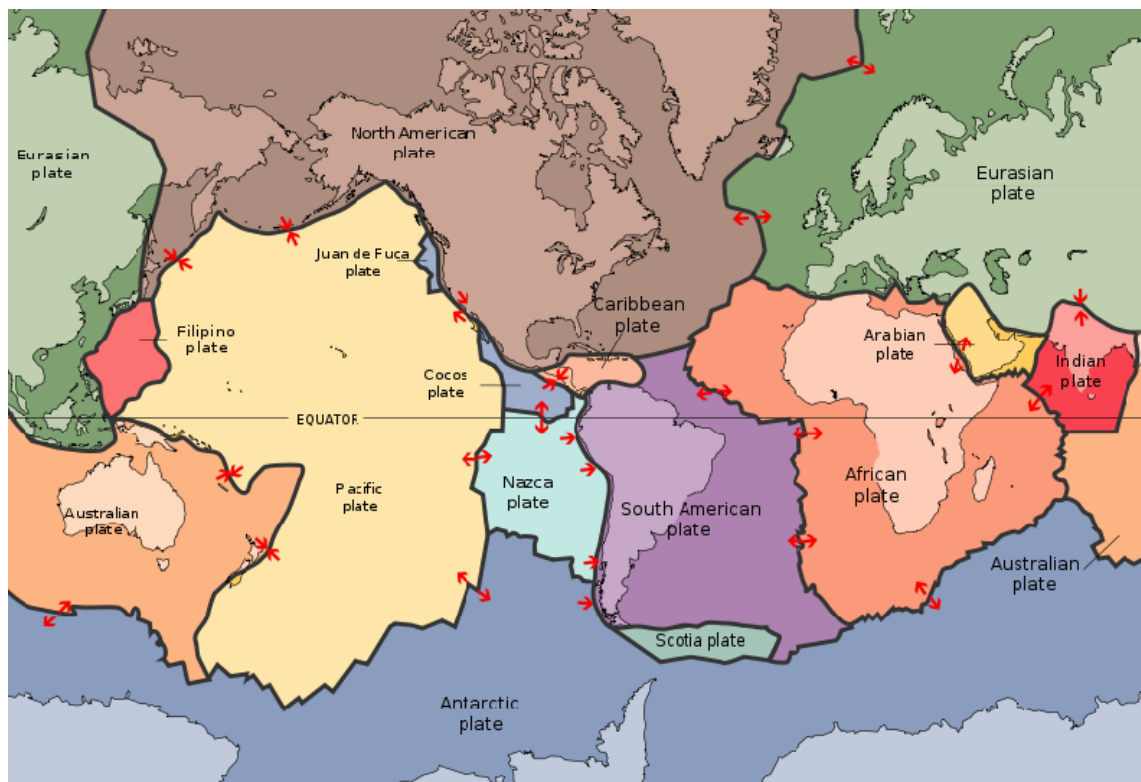 North American
plate
Eurasian
plate
Eurasian
plate
Juan de Fuca
plate
Caribbean
plate
Filipino
plate
Arabian
plate
Indian
plate
Cocos
plate
EQUATOR
Nazca
plate
Pacific
plate
African
plate
South American
plate
Australian
plate
Australian
plate
Scotia plate
Antarctic
plate